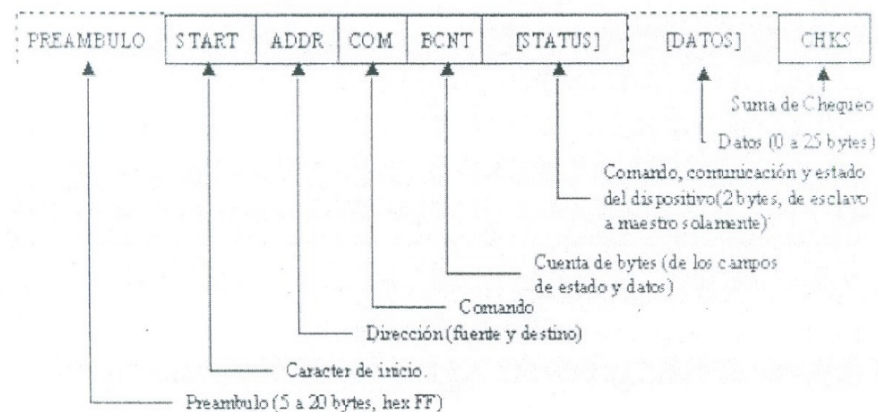 PREAMBULO START ADDR COM BCNT [STATUS] [DATOS] CHKS
Suma de Chequeo
Datos (0 a 25 bytes)
Comando, comunicación y estado
del dispositivo(2 bytes, de esclavo
a maestro solamente)
Cuenta de bytes (de los campos
de estado y datos)
Comando
Dirección (fuente y destino)
Caracter de inicio.
Preambulo (5 a 20 bytes, hex FF)